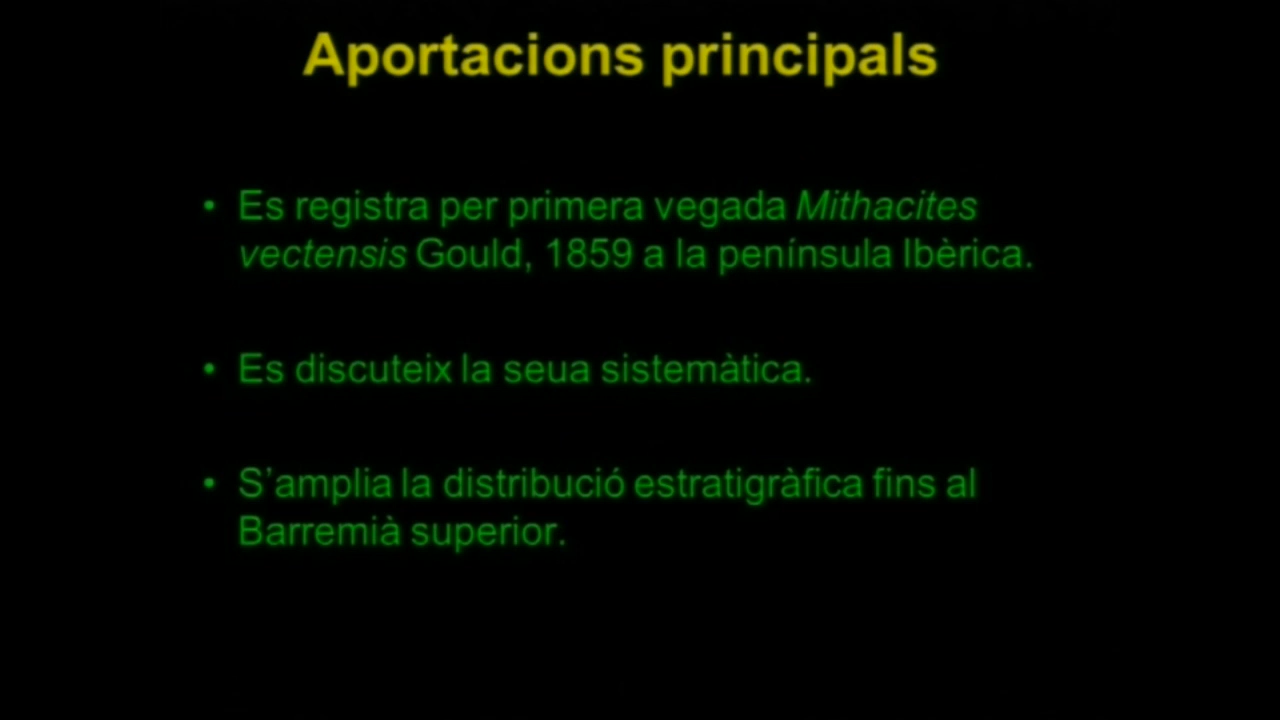 Aportacions principals
• Es registra per primera vegada Mithacites
vectensis Gould, 1859 a la península Ibèrica.
• Es discuteix la seua sistemàtica.
• S’amplia la distribució estratigràfica fins al
Barremià superior.